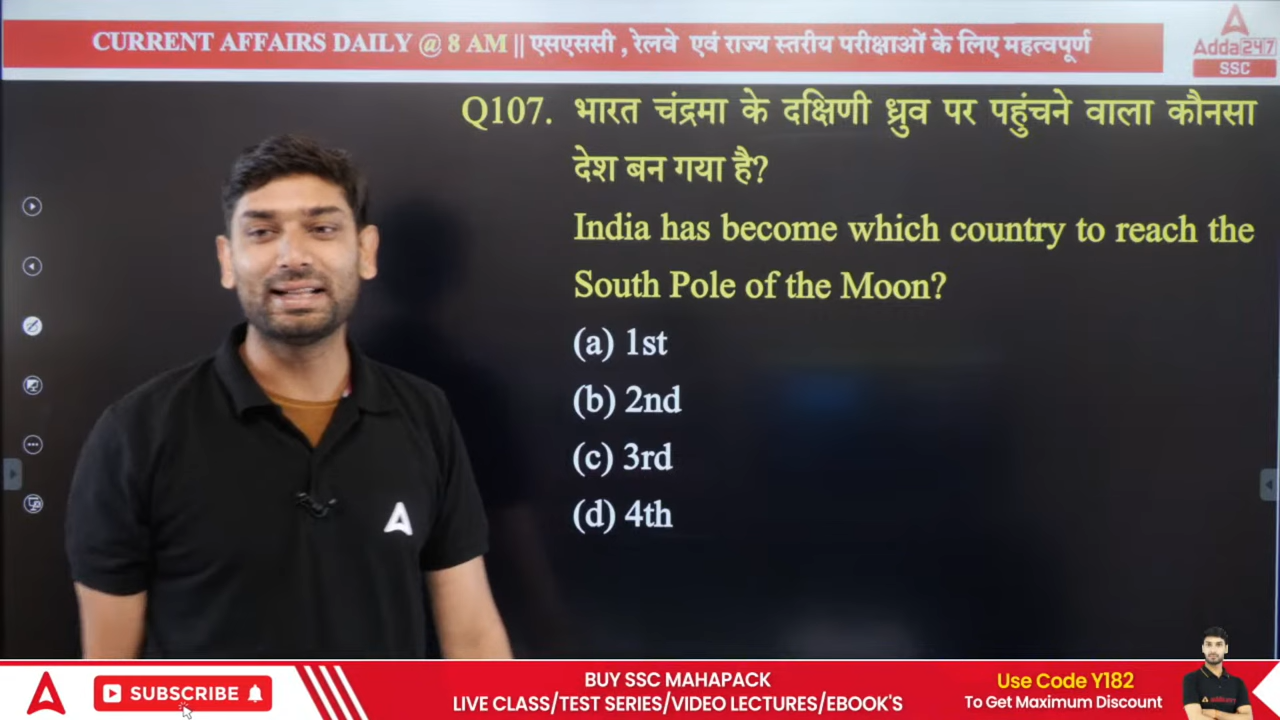 CURRENT AFFAIRS DAILY @ 8 AM || एसएससी , रेलवे एवं राज्य स्तरीय परीक्षाओं के लिए महत्वपूर्ण
Adda247
SSC
Q107. भारत चंद्रमा के दक्षिणी ध्रुव पर पहुंचने वाला कौनसा
देश बन गया है?
India has become which country to reach the
South Pole of the Moon?
(a) 1st
(b) 2nd
(c) 3rd
(d) 4th
SUBSCRIBE
BUY SSC MAHAPACK
LIVE CLASS/TEST SERIES/VIDEO LECTURES/EBOOK'S
Use Code Y182
To Get Maximum Discount